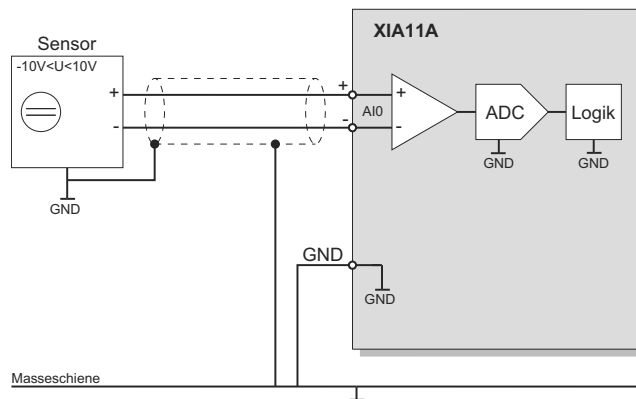 XIA11A
Sensor
-10V<U<10V
+
-
+
-
AI0
+
-
ADC
Logik
GND
GND
GND
GND
GND
Masseschiene